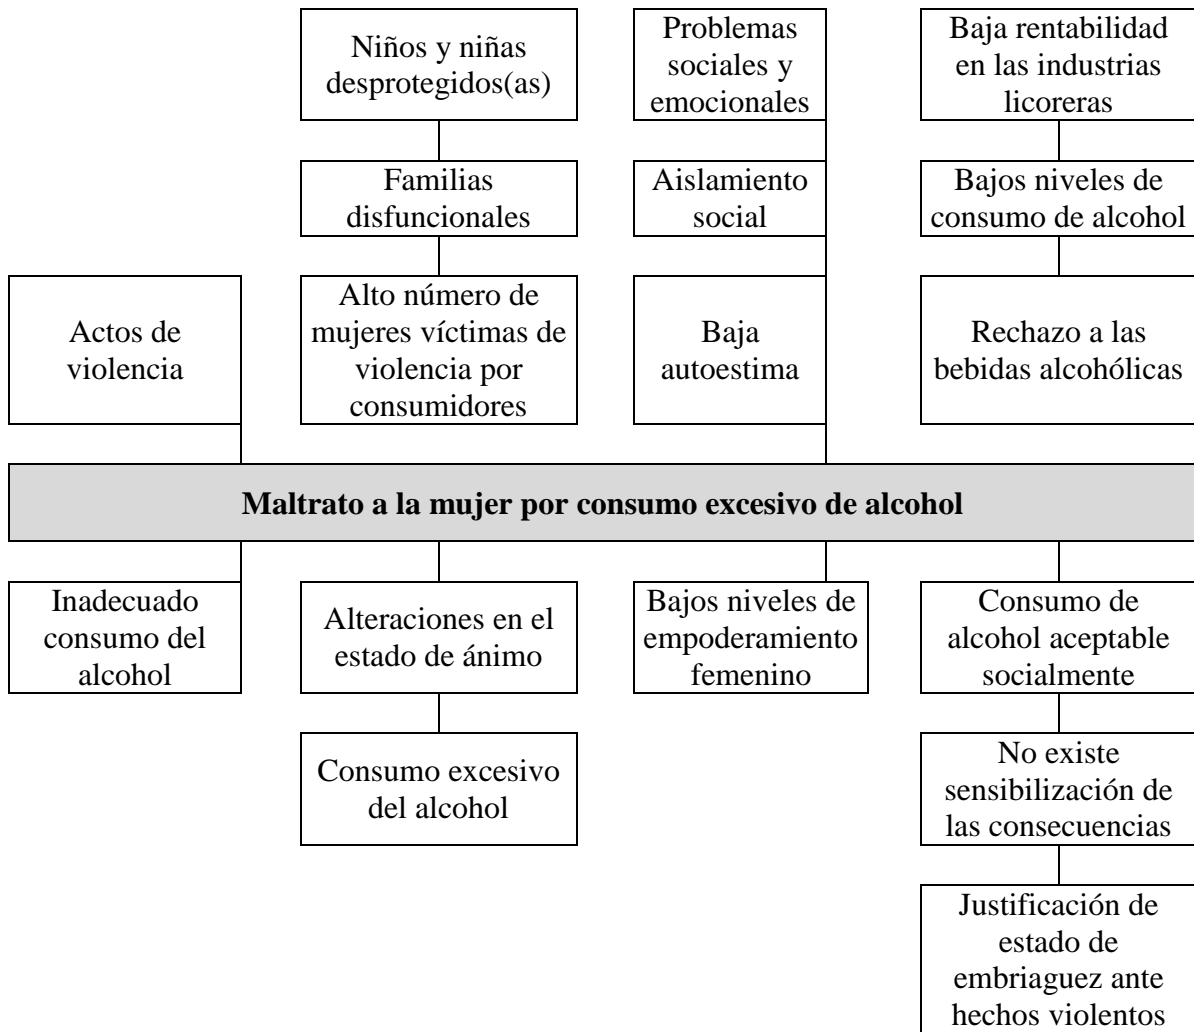 Niños y niñas
desprotegidos(as)
Problemas
sociales y
emocionales
Baja rentabilidad
en las industrias
licoreras
Familias
disfuncionales
Aislamiento
social
Bajos niveles de
consumo de alcohol
Actos de
violencia
Alto número de
mujeres víctimas de
violencia por
consumidores
Baja
autoestima
Rechazo a las
bebidas alcohólicas
Maltrato a la mujer por consumo excesivo de alcohol
Inadecuado
consumo del
alcohol
Alteraciones en el
estado de ánimo
Bajos niveles de
empoderamiento
femenino
Consumo de
alcohol aceptable
socialmente
Consumo excesivo
del alcohol
No existe
sensibilización de
las consecuencias
Justificación de
estado de
embriaguez ante
hechos violentos